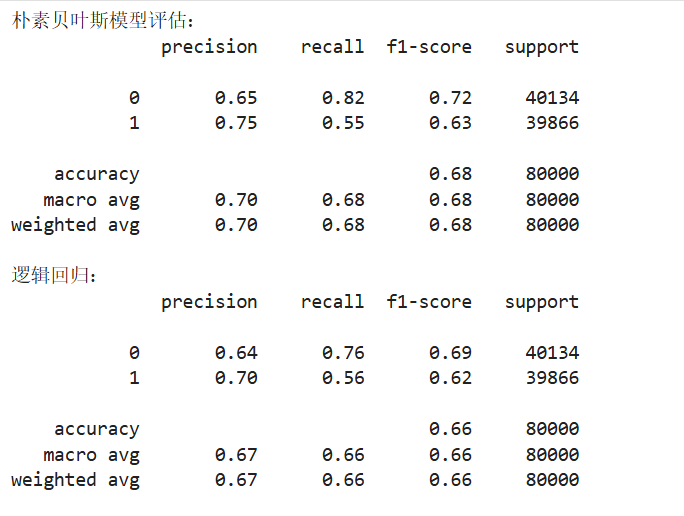 朴素贝叶斯模型评估：
precision recall f1-score support
0 0.65 0.82 0.72 40134
1 0.75 0.55 0.63 39866
accuracy 0.68 80000
macro avg 0.70 0.68 0.68 80000
weighted avg 0.70 0.68 0.68 80000
逻辑回归：
precision recall f1-score support
0 0.64 0.76 0.69 40134
1 0.70 0.56 0.62 39866
accuracy 0.66 80000
macro avg 0.67 0.66 0.66 80000
weighted avg 0.67 0.66 0.66 80000